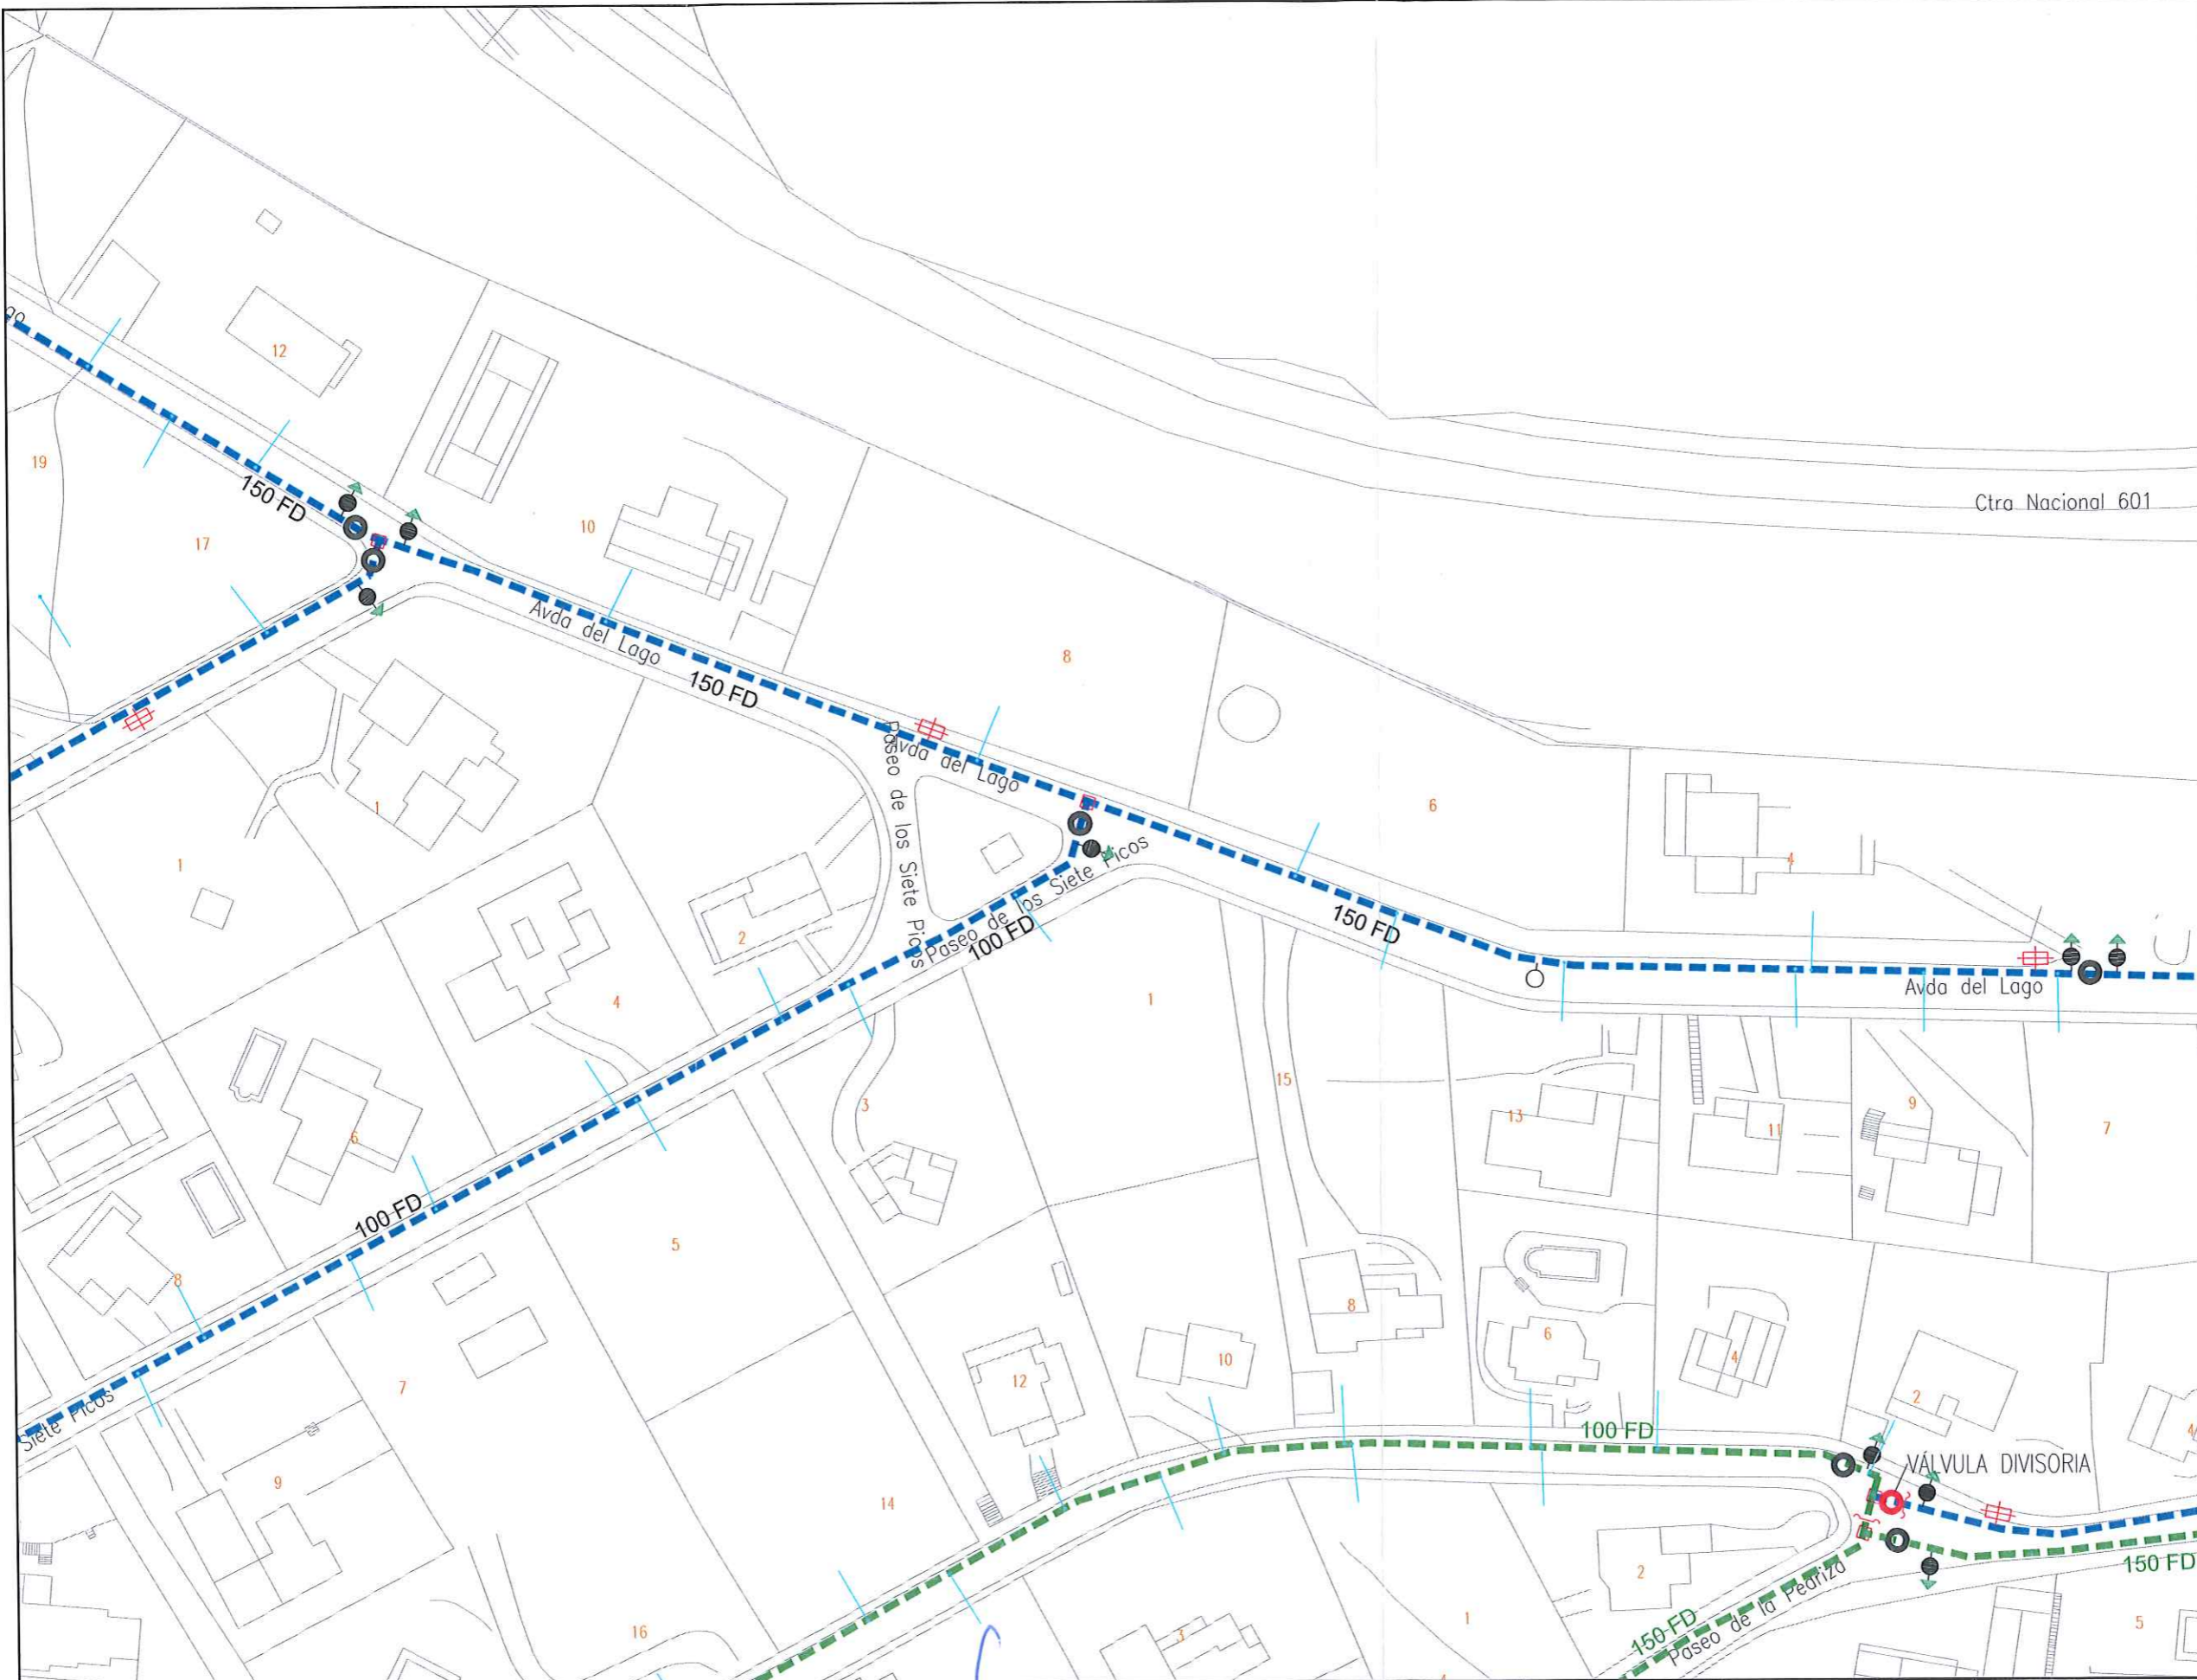 go
12
19
150 FD
17
10
Ctra Nacional 601
Avda del Lago
150 FD
8
Paseo de los Siete Picos
Avda del Lago
6
1
1
4
Paseo de los Siete Picos
100 FD
2
150 FD
4
1
Avda del Lago
15
3
13
11
9
7
6
100 FD
5
8
8
6
4
12
10
7
2
Siete Picos
100 FD
4
VÁLVULA DIVISORIA
9
14
150 FD
2
150 FD
Paseo de la Pedriza
16
3
1
5
4